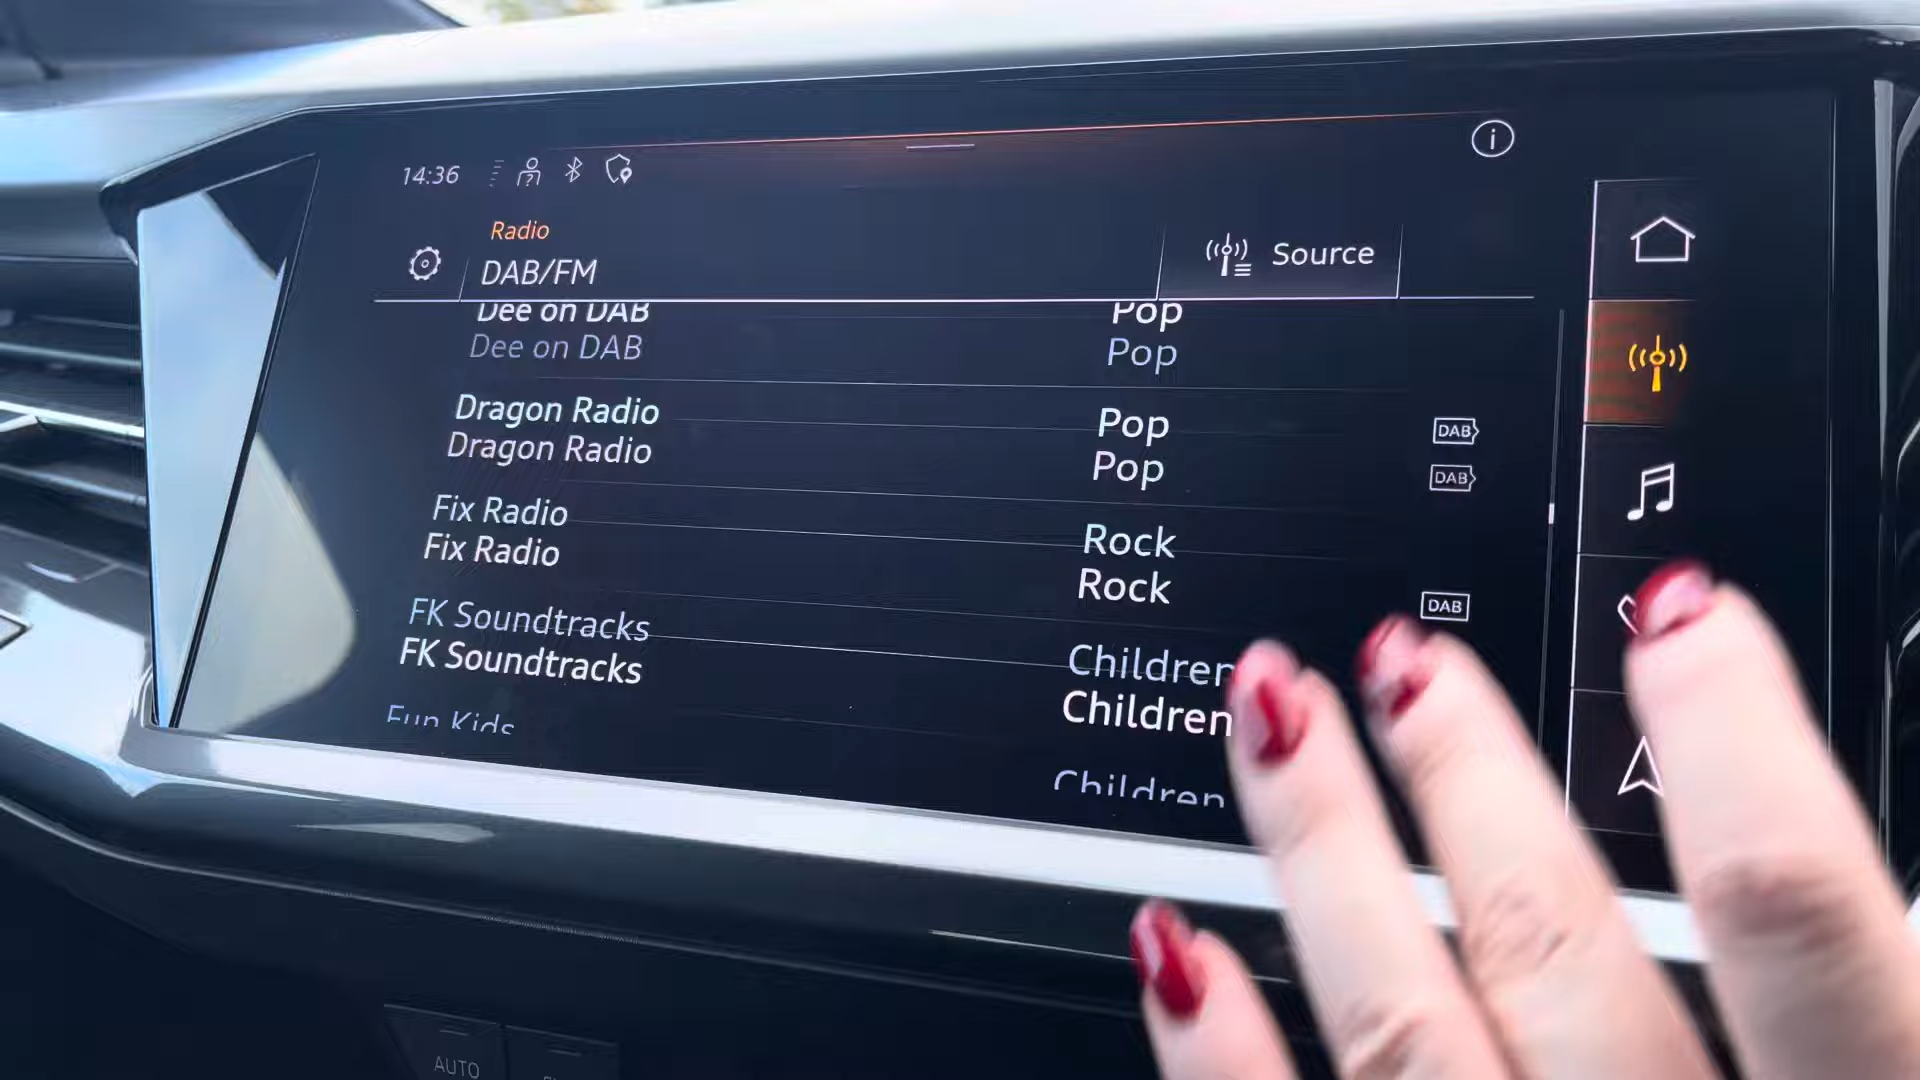 14:36
Radio
DAB/FM
Source
Dee on DAB Pop
Dee on DAB Pop
Dragon Radio Pop DAB
Dragon Radio Pop DAB
Fix Radio Rock
Fix Radio Rock DAB
FK Soundtracks Children
FK Soundtracks Children
Fun Kids Children
AUTO